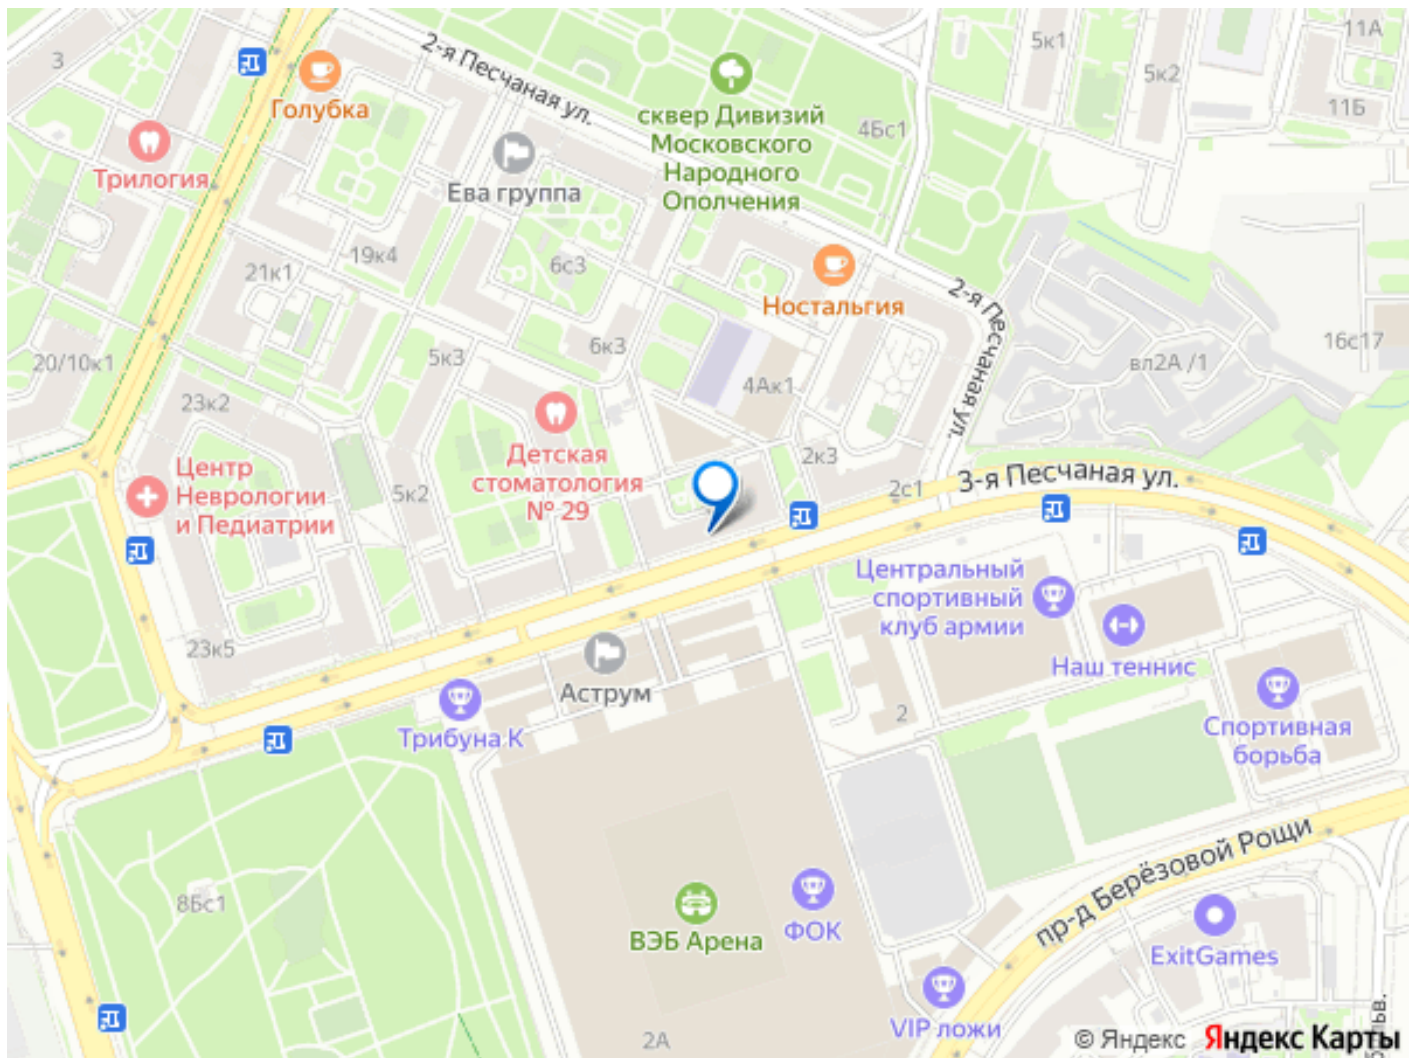 3
Голубка
Трилогия
2-я Песчаная ул.
Ева группа
сквер Дивизий
Московского
Народного
Ополчения
4Бс1
5к1
11А
5к2
11Б
19к4
21к1
6с3
Ностальгия
2-я Песчаная ул.
16с17
вл2А /1
20/10к1
5к3
6к3
4Ак1
23к2
Детская
стоматология
№ 29
Центр
Неврологии
и Педиатрии
5к2
2к3
2с1
3-я Песчаная ул.
Центральный
спортивный
клуб армии
Наш теннис
23к5
Аструм
Трибуна К
2
Спортивная
борьба
пр-д Берёзовой Рощи
8Бс1
ВЭБ Арена
ФОК
ExitGames
VIP ложи
2А
© Яндекс Яндекс Карты